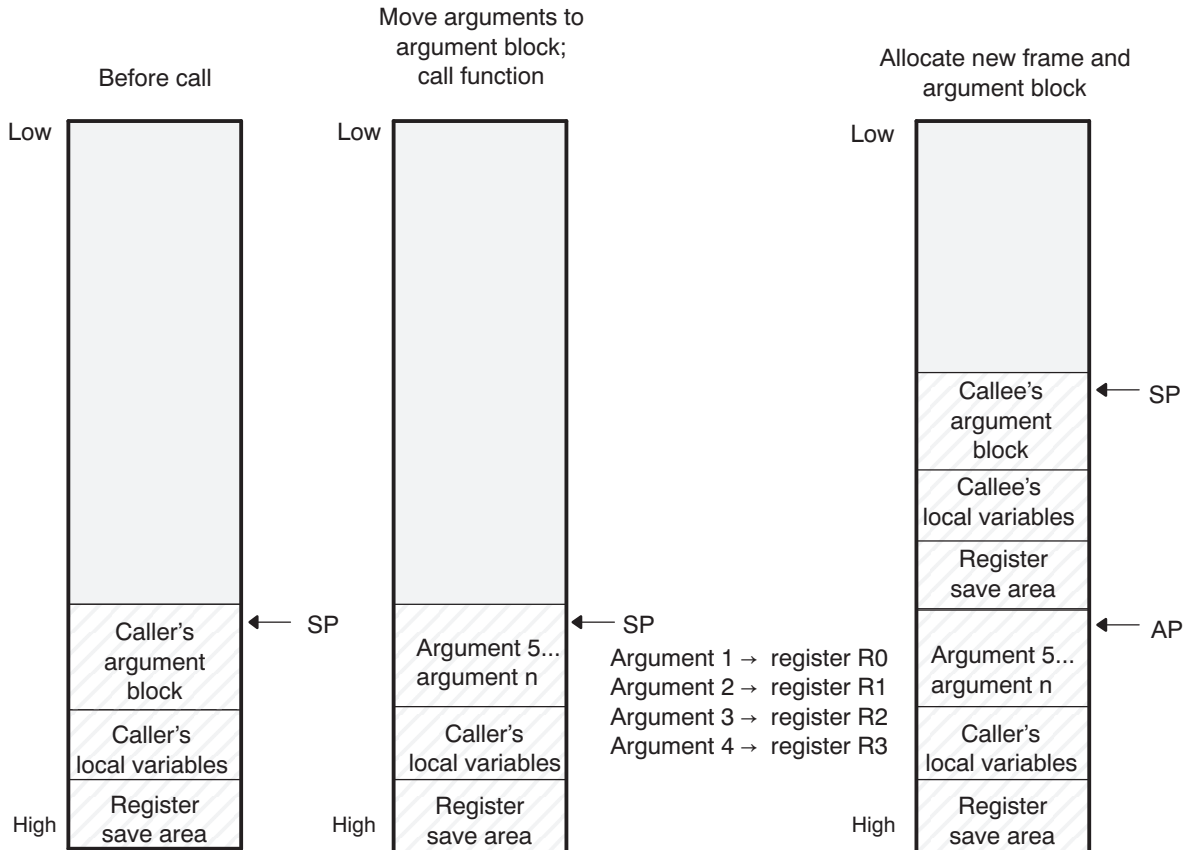 Before call
Low
Caller's
argument
block
Caller's
local variables
Register
save area
High
SP
Move arguments to
argument block;
call function
Low
Argument 5...
argument n
Caller's
local variables
Register
save area
High
SP
Argument 1 → register R0
Argument 2 → register R1
Argument 3 → register R2
Argument 4 → register R3
Allocate new frame and
argument block
Low
Callee's
argument
block
Callee's
local variables
Register
save area
Argument 5...
argument n
Caller's
local variables
Register
save area
High
SP
AP